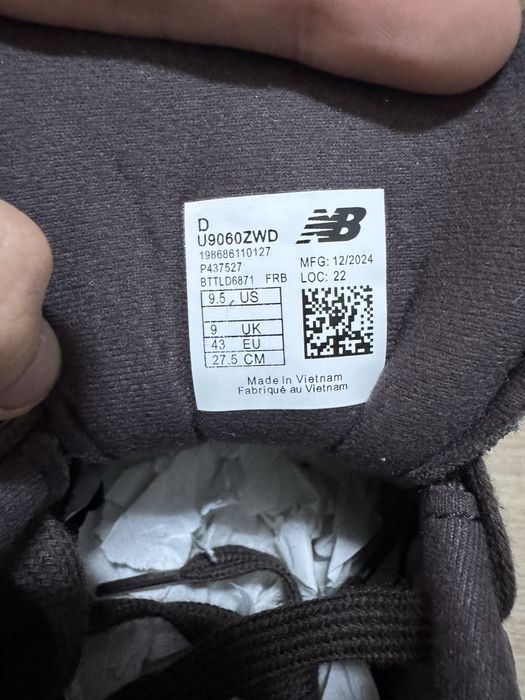 D
U9060ZWD
NB
198686110127
MFG: 12/2024
P437527
LOC: 22
BTTLD6871 FRB
9.5 US
9 UK
43 EU
27.5 CM
Made in Vietnam
Fabriqué au Vietnam